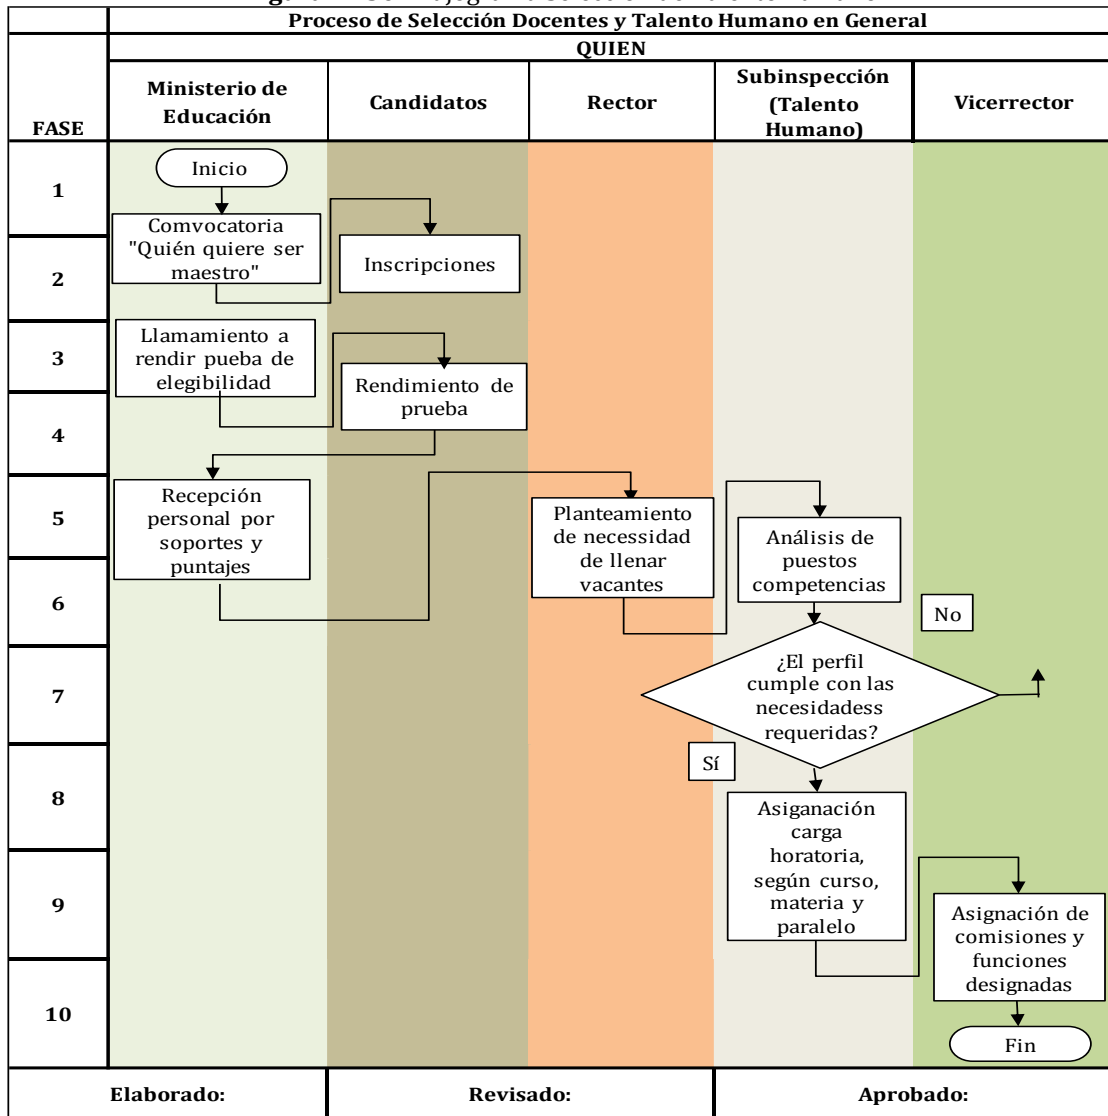 Proceso de Selección Docentes y Talento Humano en General
QUIEN
FASE
Ministerio de
Educación
Candidatos
Rector
Subinspección
(Talento
Humano)
Vicerrector
1
Inicio
Comvocatoria
"Quién quiere ser
maestro"
2
Inscripciones
3
Llamamiento a
rendir pueba de
elegibilidad
Rendimiento de
prueba
4
5
Recepción
personal por
soportes y
puntajes
Planteamiento
de necessidad
de llenar
vacantes
Análisis de
puestos
competencias
6
No
7
¿El perfil
cumple con las
necesidadess
requeridas?
Sí
8
Asiganación
carga
horatoria,
según curso,
materia y
paralelo
9
Asignación de
comisiones y
funciones
designadas
10
Fin
Elaborado:
Revisado:
Aprobado: